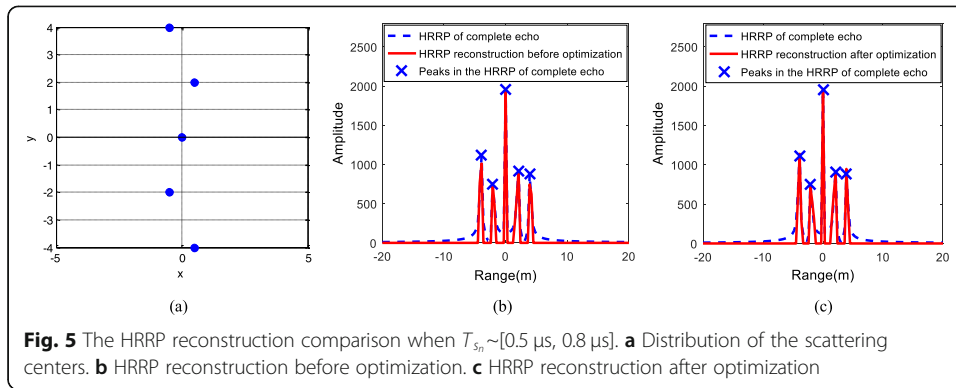 4
3
2
1
0
-1
-2
-3
-4
y
-5
0
5
x
(a)
HRRP of complete echo
HRRP reconstruction before optimization
Peaks in the HRRP of complete echo
2500
2000
1500
1000
500
0
Amplitude
-20
-10
0
10
20
Range(m)
(b)
HRRP of complete echo
HRRP reconstruction after optimization
Peaks in the HRRP of complete echo
2500
2000
1500
1000
500
0
Amplitude
-20
-10
0
10
20
Range(m)
(c)
Fig. 5 The HRRP reconstruction comparison when T_{s_n}~[0.5 μs, 0.8 μs]. a Distribution of the scattering
centers. b HRRP reconstruction before optimization. c HRRP reconstruction after optimization